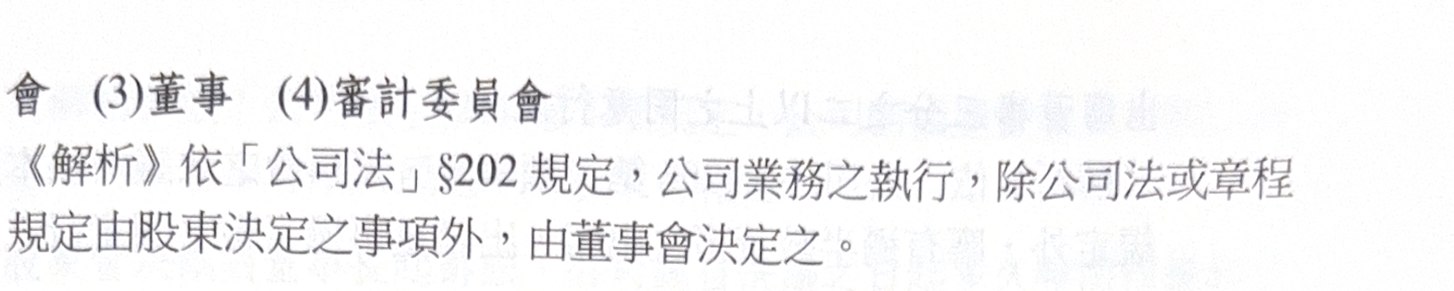 會　(3)董事　(4)審計委員會
《解析》依「公司法」§202 規定，公司業務之執行，除公司法或章程
規定由股東決定之事項外，由董事會決定之。